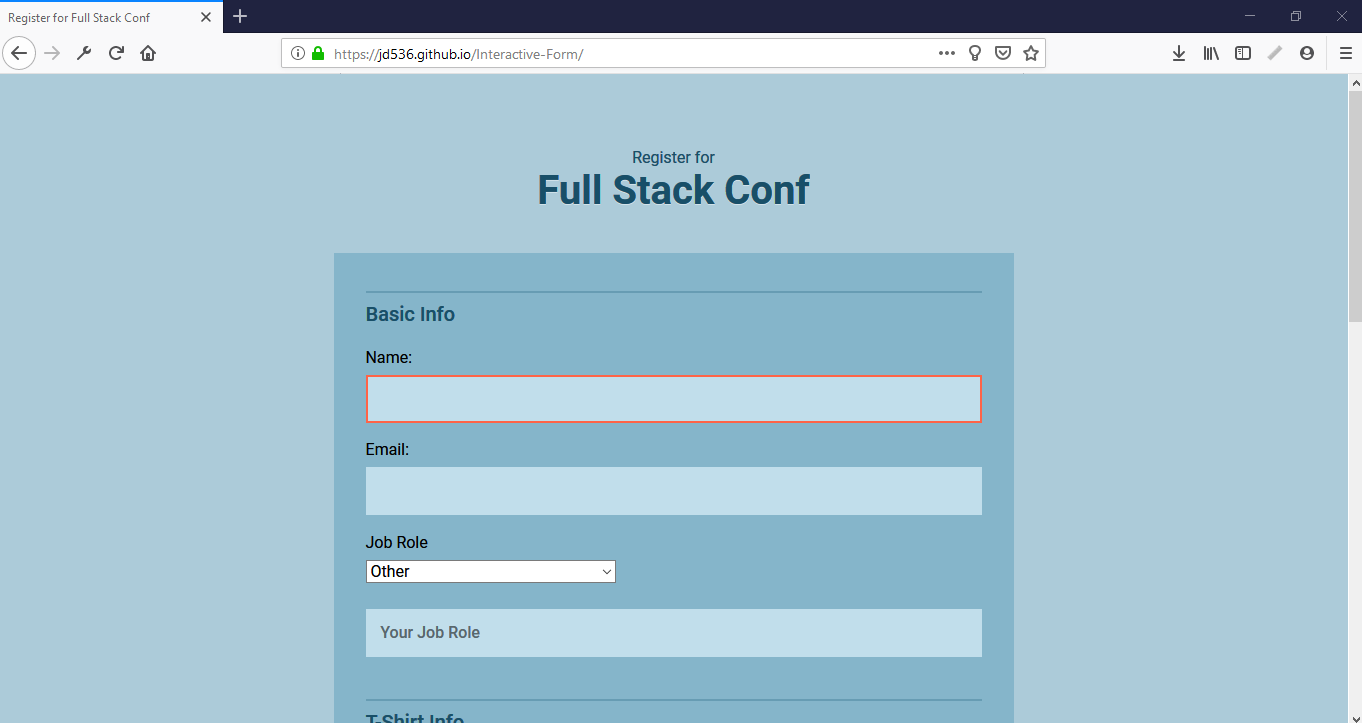 Register for Full Stack Conf
https://jd536.github.io/Interactive-Form/
Register for
Full Stack Conf
Basic Info
Name:
Email:
Job Role
Other
Your Job Role
T-Shirt Info